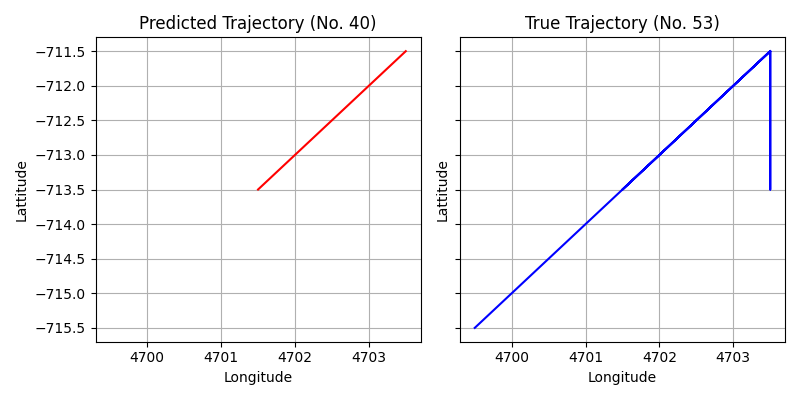 Predicted Trajectory (No. 40)
True Trajectory (No. 53)
−711.5
−712.0
−712.5
−713.0
−713.5
−714.0
−714.5
−715.0
−715.5
Lattitude
Lattitude
4700
4701
4702
4703
4700
4701
4702
4703
Longitude
Longitude